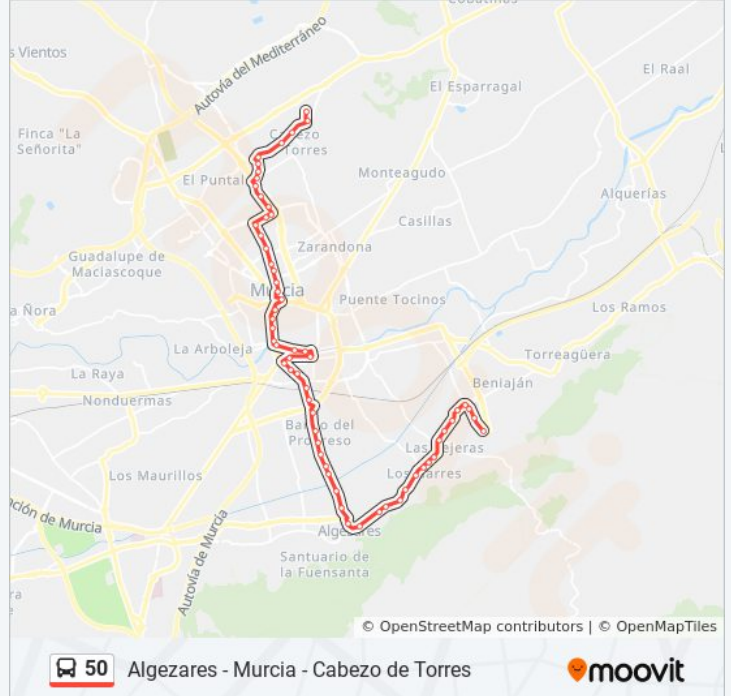 s Vientos
Autovía del Mediterráneo
El Esparragal
El Raal
Finca "La
Señorita"
Cabezo
Torres
El Puntal
Monteagudo
Alquerías
Casillas
Zarandona
Guadalupe de
Maciascoque
Murcia
Puente Tocinos
a Ñora
Los Ramos
La Arboleja
Torreagüera
La Raya
Beniaján
Nonduermas
Barrio del
Progreso
Las Tejeras
Los Maurillos
Los Garres
ación de Murcia
Algezares
Autovía de Murcia
Santuario de
la Fuensanta
ra
a
© OpenStreetMap contributors | © OpenMapTiles
50 Algezares - Murcia - Cabezo de Torres
moovit